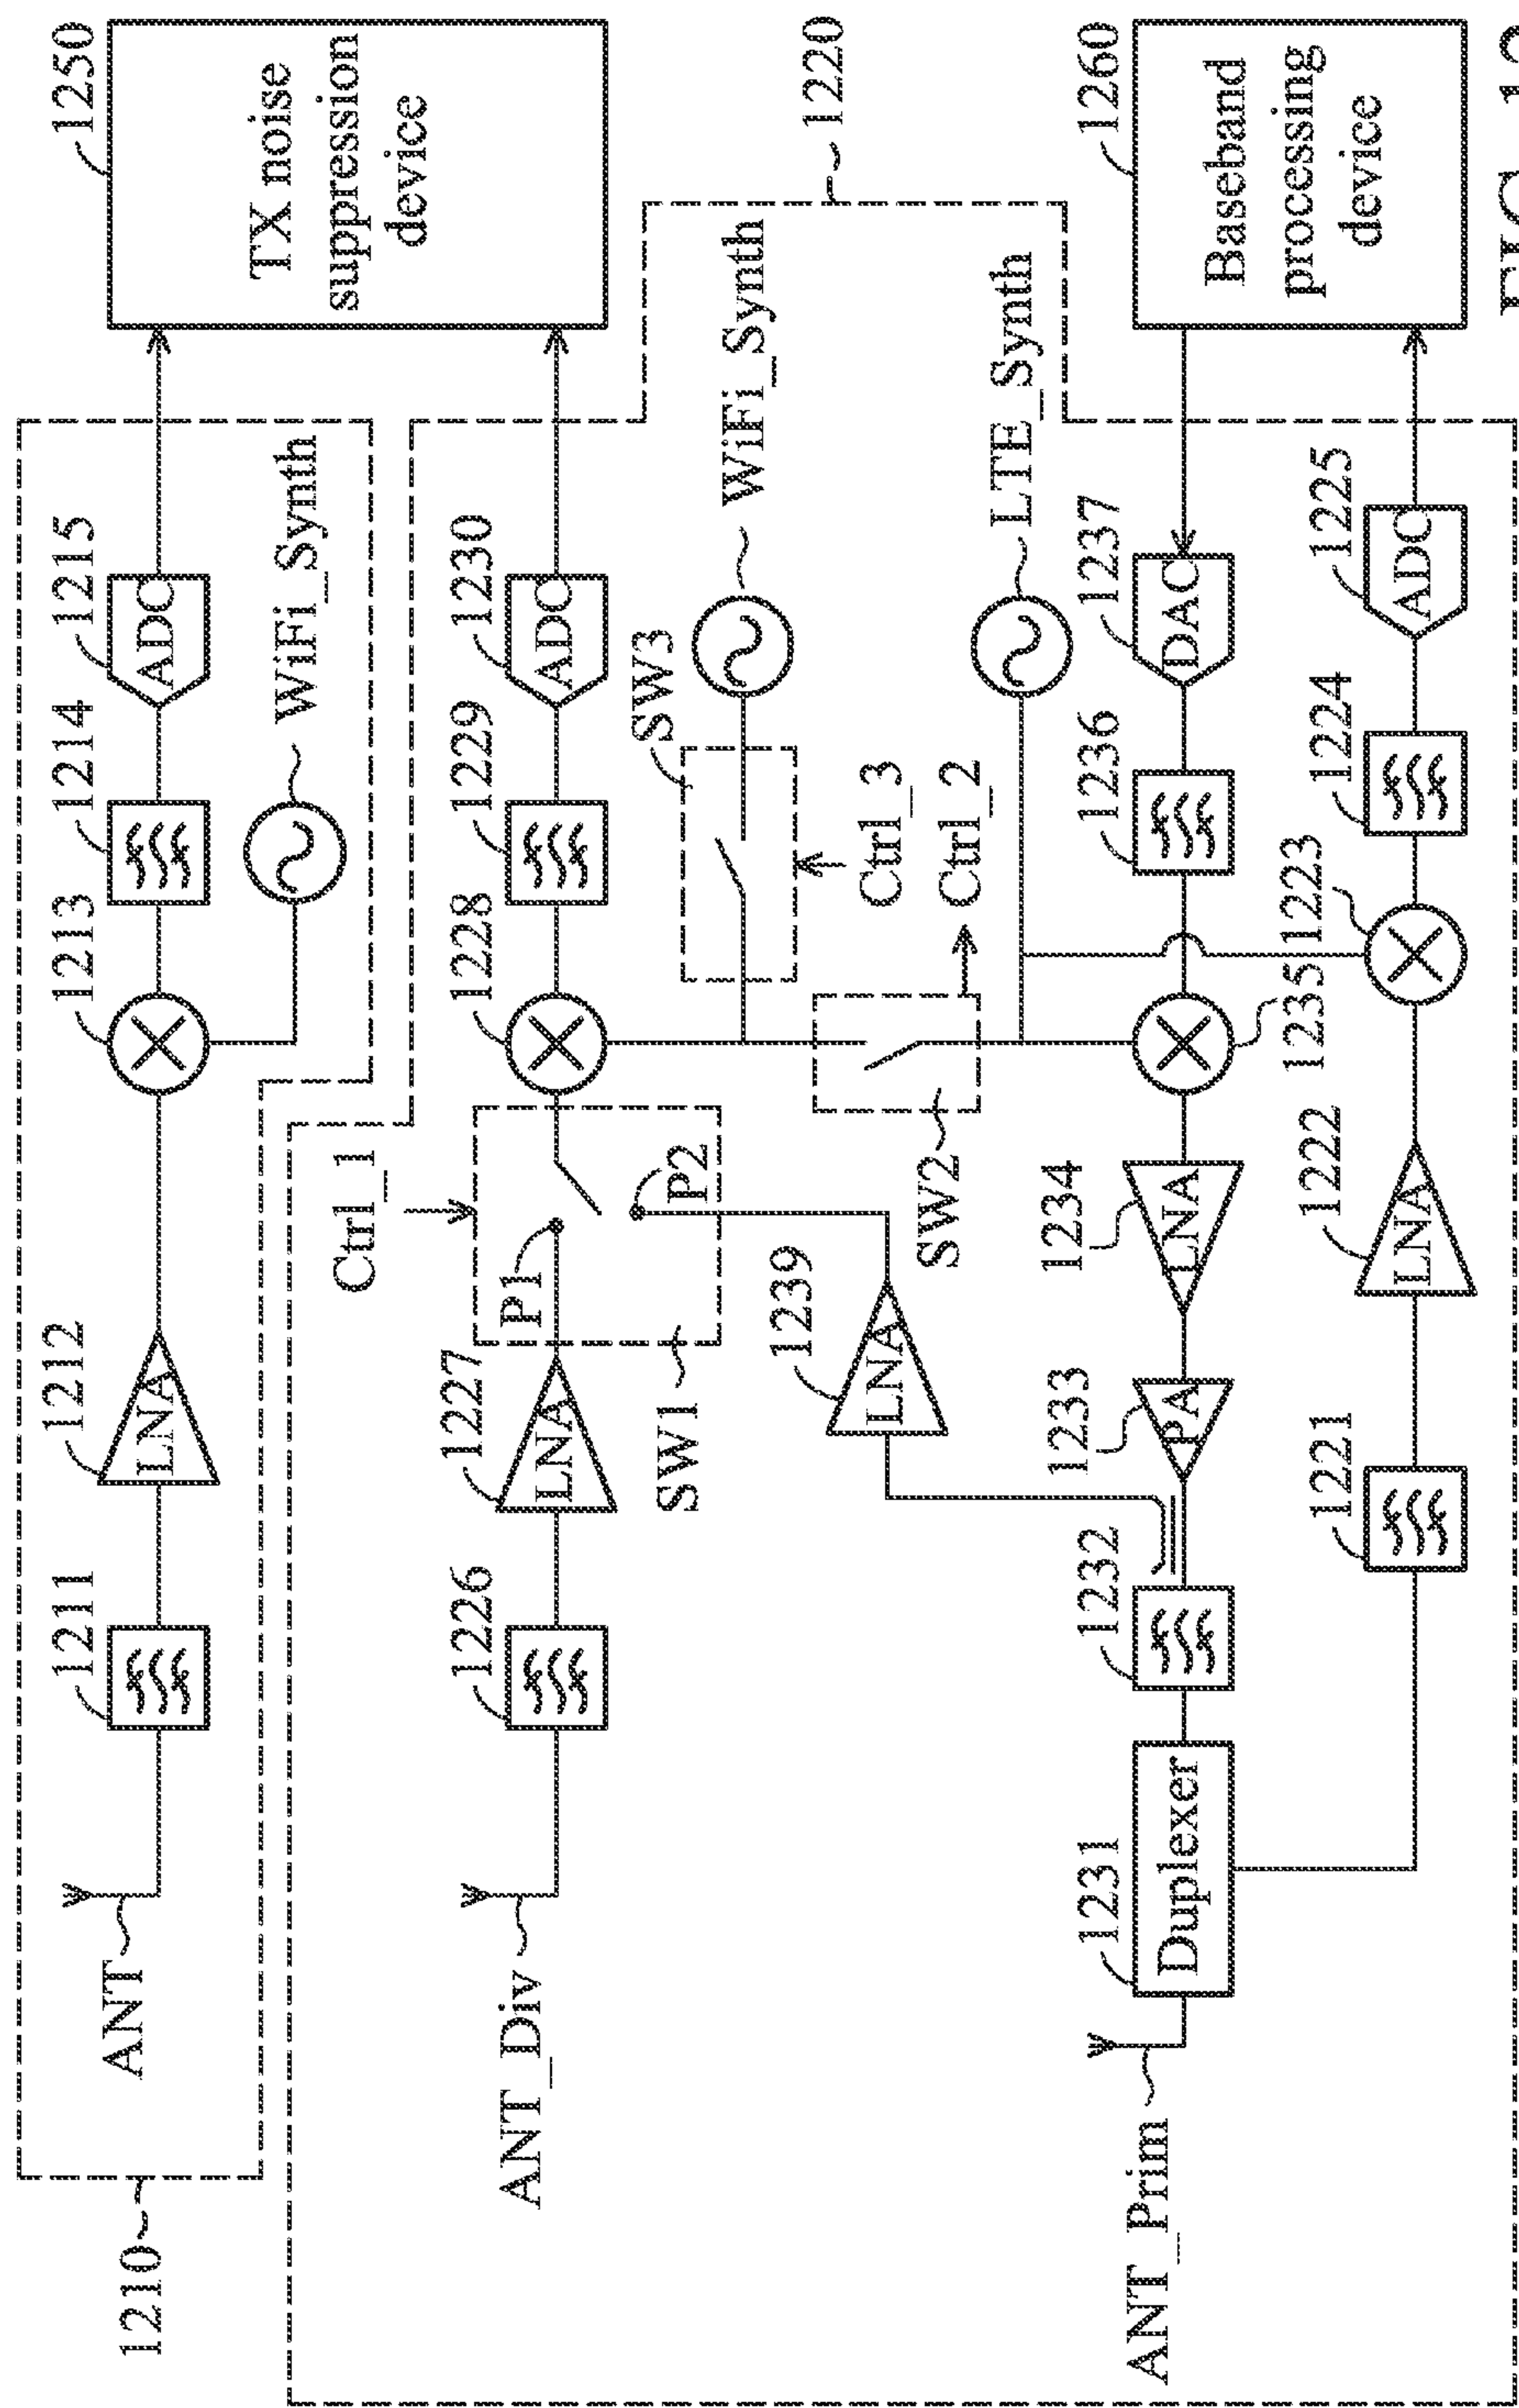 1210
ANT
1211
LNA
1212
1213
1214
ADC
1215
WiFi_Synth
TX noise
suppression
device
1250
Ctrl_1
ANT_Div
1226
LNA
1227
SW1
P1
P2
1228
1229
ADC
1230
SW3
WiFi_Synth
1220
Ctrl_3
Ctrl_2
SW2
LNA
1239
LTE_Synth
ANT_Prim
Duplexer
1231
1232
PA
1233
LNA
1234
1235
1236
DAC
1237
Baseband
processing
device
1260
1221
LNA
1222
1223
1224
ADC
1225